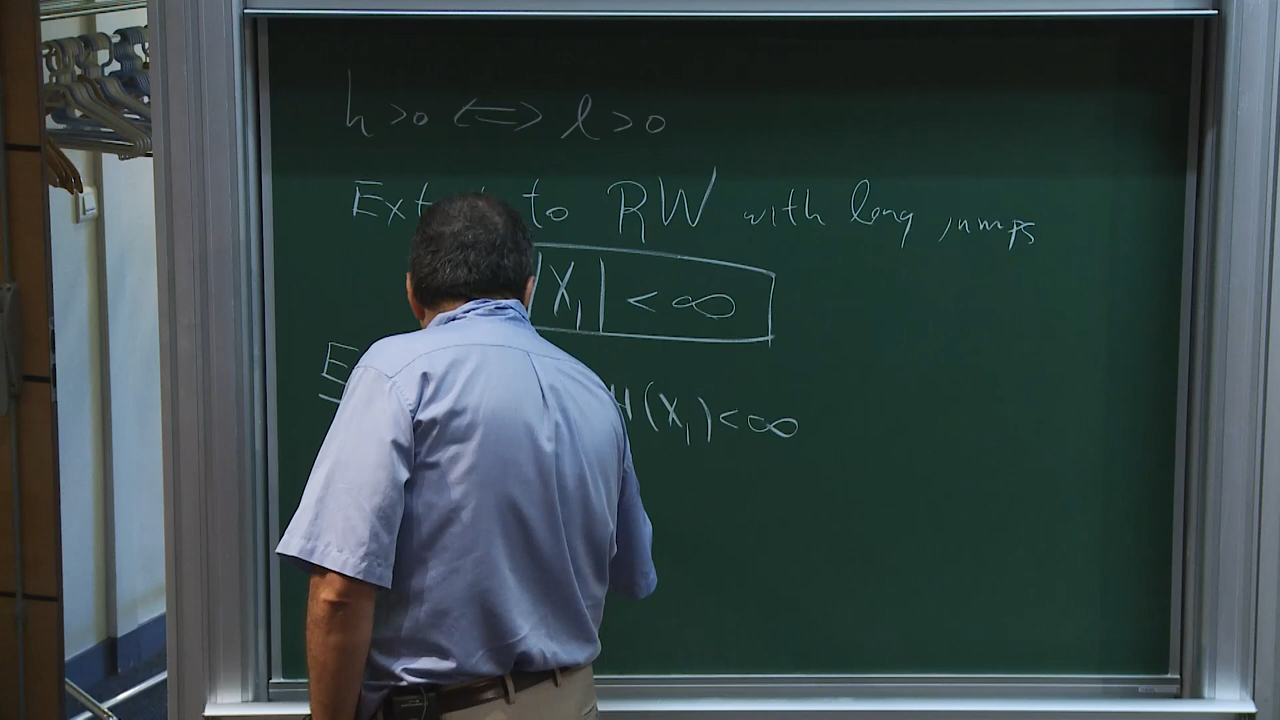 h>0 <=> l>0
Ext to RW with long jumps
|X₁| < ∞
E H(X₁)<∞